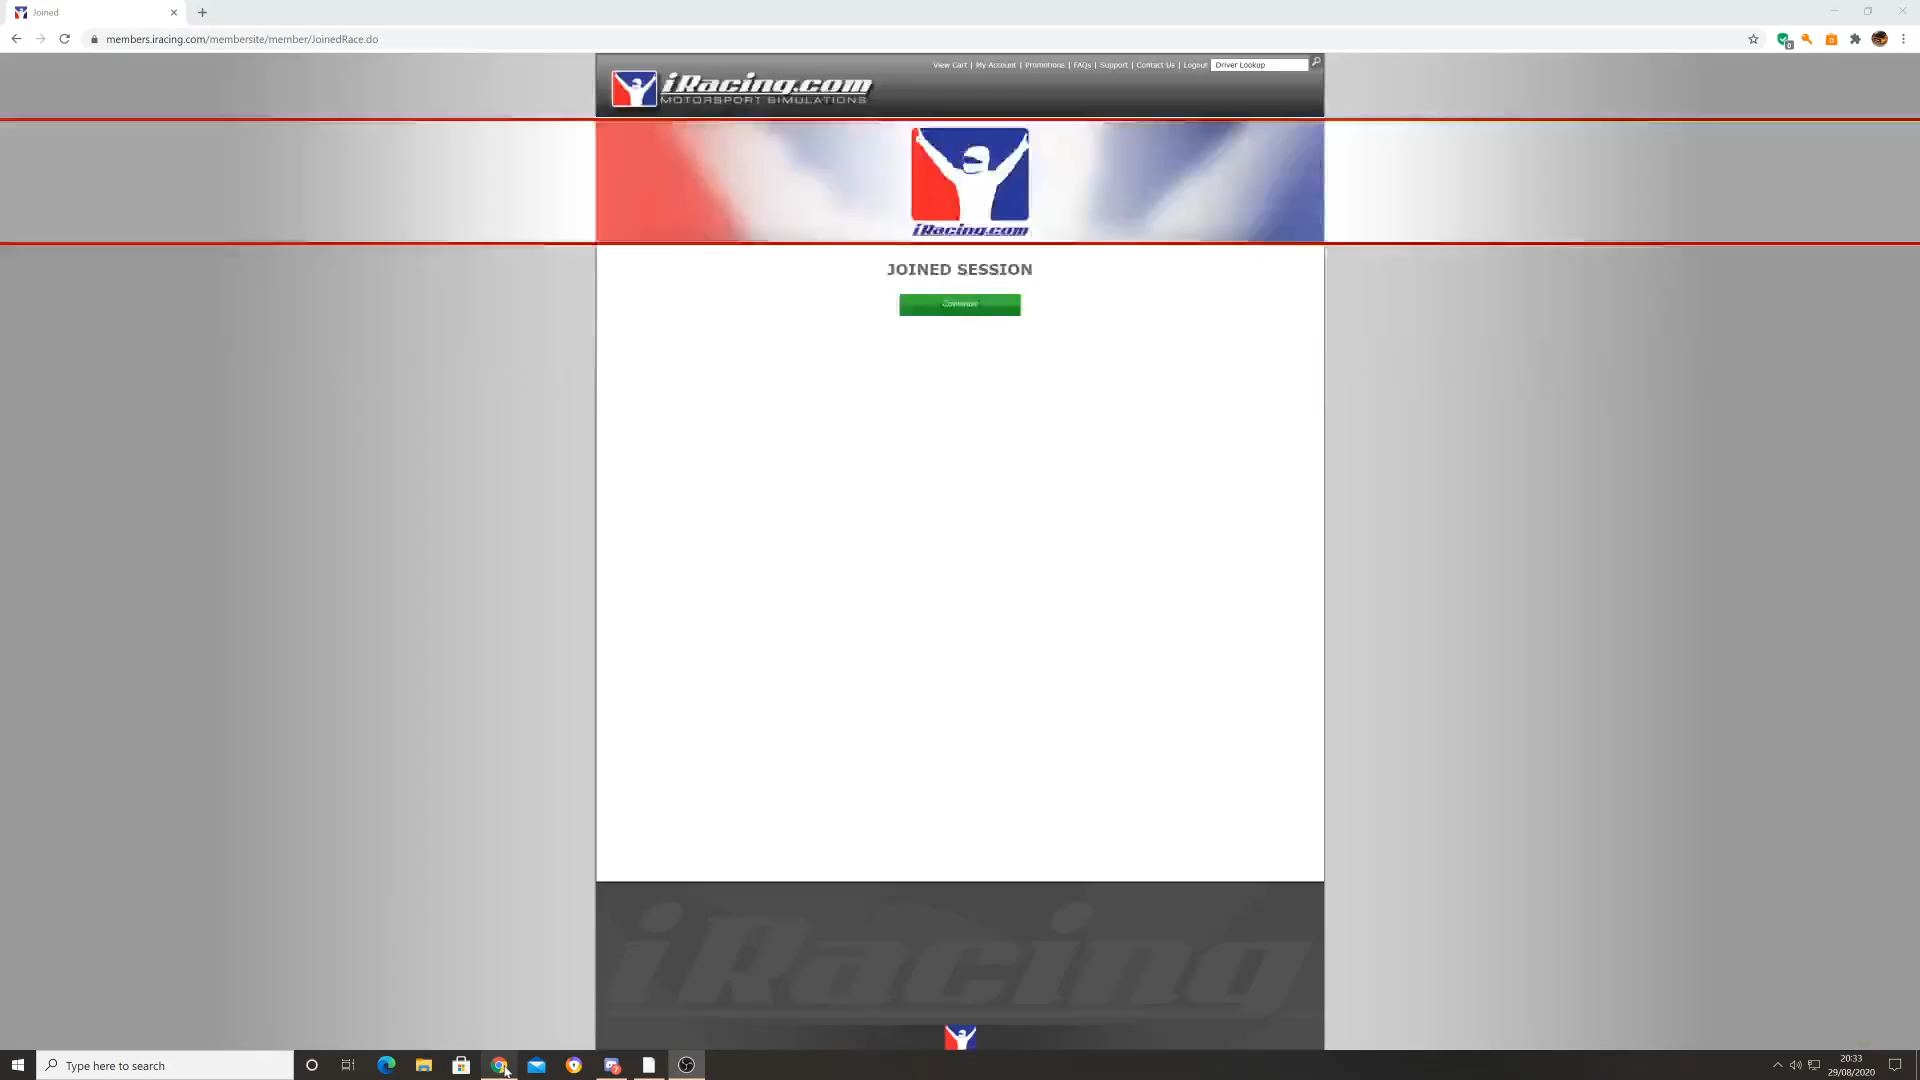 Joined
members.iracing.com/membersite/member/JoinedRace.do
View Cart | My Account | Promotions | FAQs | Support | Contact Us | Logout Driver Lookup
iRacing.com
MOTORSPORT SIMULATIONS
iRacing.com
JOINED SESSION
Continue
iRacing
Type here to search
20:33
29/08/2020